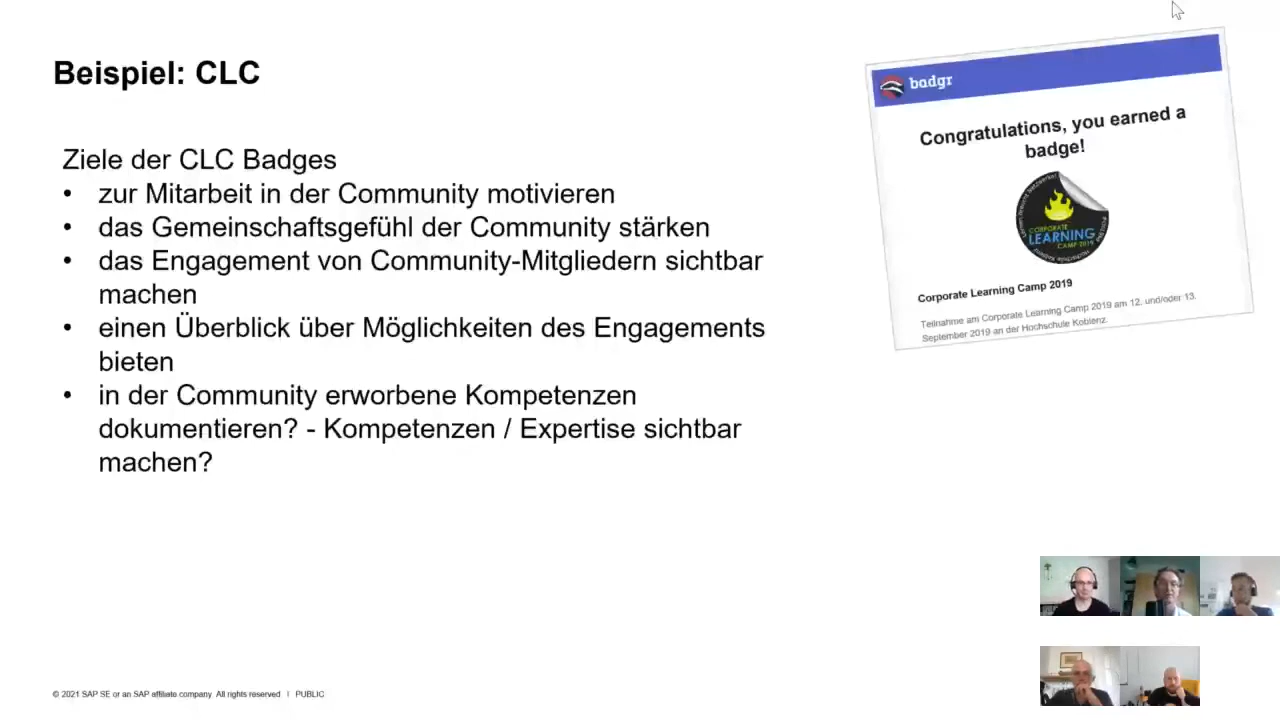 Beispiel: CLC
Ziele der CLC Badges
• zur Mitarbeit in der Community motivieren
• das Gemeinschaftsgefühl der Community stärken
• das Engagement von Community-Mitgliedern sichtbar
machen
• einen Überblick über Möglichkeiten des Engagements
bieten
• in der Community erworbene Kompetenzen
dokumentieren? - Kompetenzen / Expertise sichtbar
machen?
badgr
Congratulations, you earned a
badge!
CORPORATE
LEARNING
CAMP 2019
Corporate Learning Camp 2019
Teilnahme am Corporate Learning Camp 2019 am 12. und/oder 13.
September 2019 an der Hochschule Koblenz.
© 2021 SAP SE or an SAP affiliate company. All rights reserved. | PUBLIC